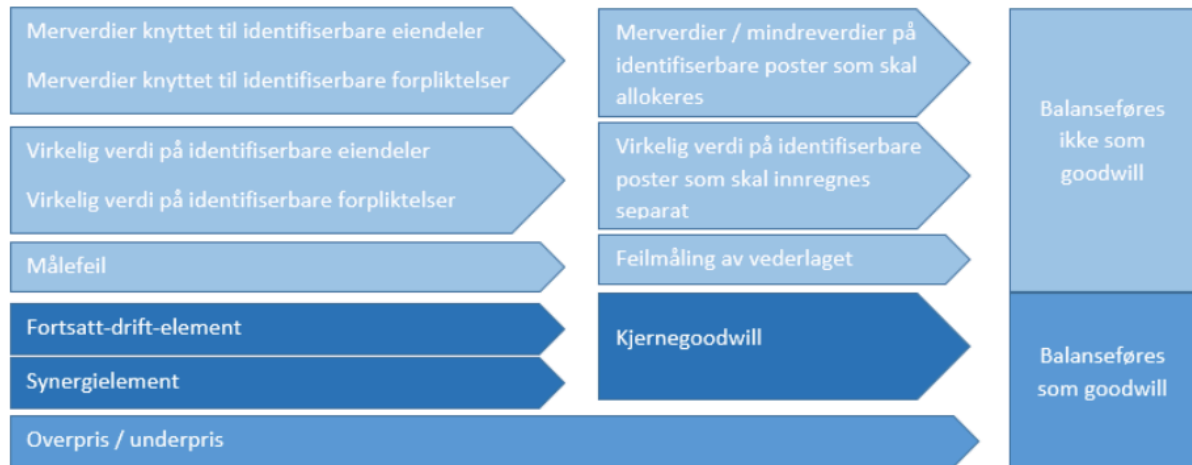 Merverdier knyttet til identifiserbare eiendeler
Merverdier knyttet til identifiserbare forpliktelser
Merverdier / mindreverdier på
identifiserbare poster som skal
allokeres
Virkelig verdi på identifiserbare eiendeler
Virkelig verdi på identifiserbare forpliktelser
Virkelig verdi på identifiserbare
poster som skal innregnes
separat
Målefeil
Feilmåling av vederlaget
Balanseføres
ikke som
goodwill
Fortsatt-drift-element
Synergielement
Kjernegoodwill
Overpris / underpris
Balanseføres
som goodwill